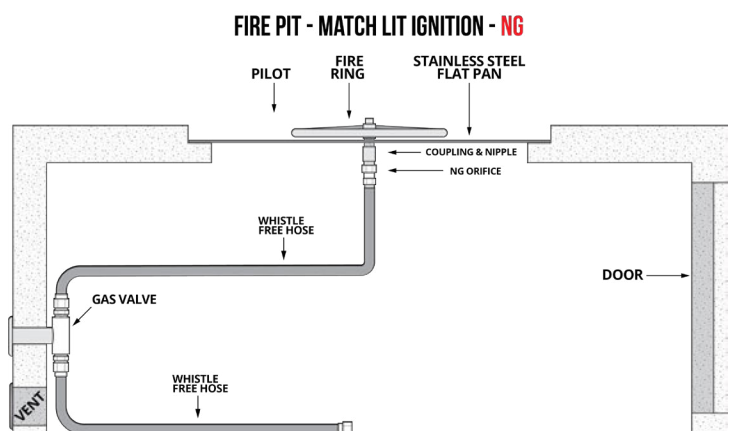 FIRE PIT - MATCH LIT IGNITION - NG
PILOT
FIRE
RING
STAINLESS STEEL
FLAT PAN
COUPLING & NIPPLE
NG ORIFICE
WHISTLE
FREE HOSE
DOOR
GAS VALVE
WHISTLE
FREE HOSE
VENT